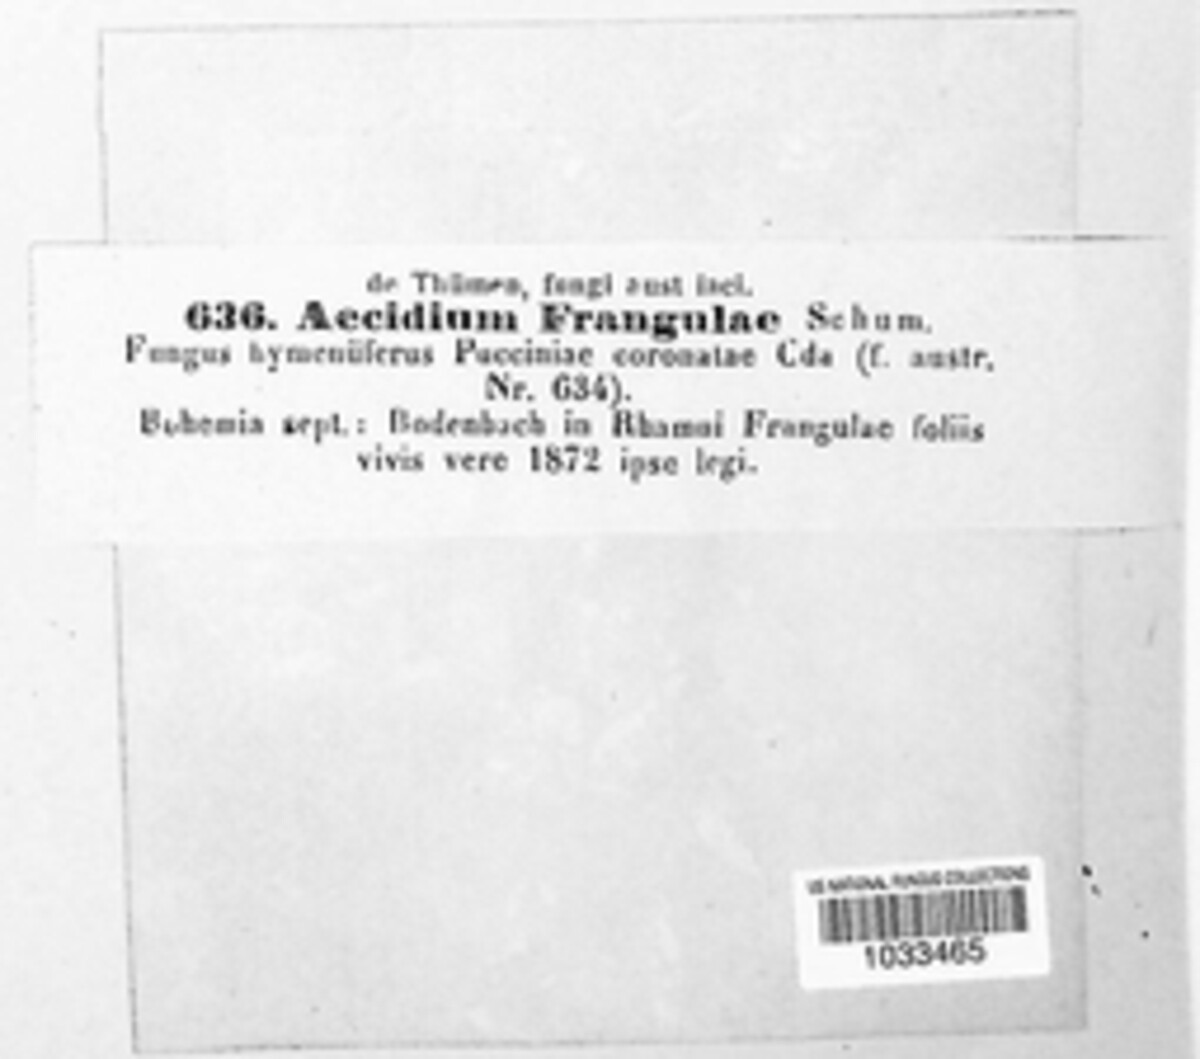 de Thümen, fungi aust iaci.
636. Aecidium Frangulae Schum.
Fungus hymeniiferus Pucciniae coronatae Cda (f. austr.
Nr. 634).
Bohemia sept.: Bodenbach in Rhamni Frangulae foliis
vivis vere 1872 ipse legi.
US NATIONAL FUNGUS COLLECTIONS
1033465